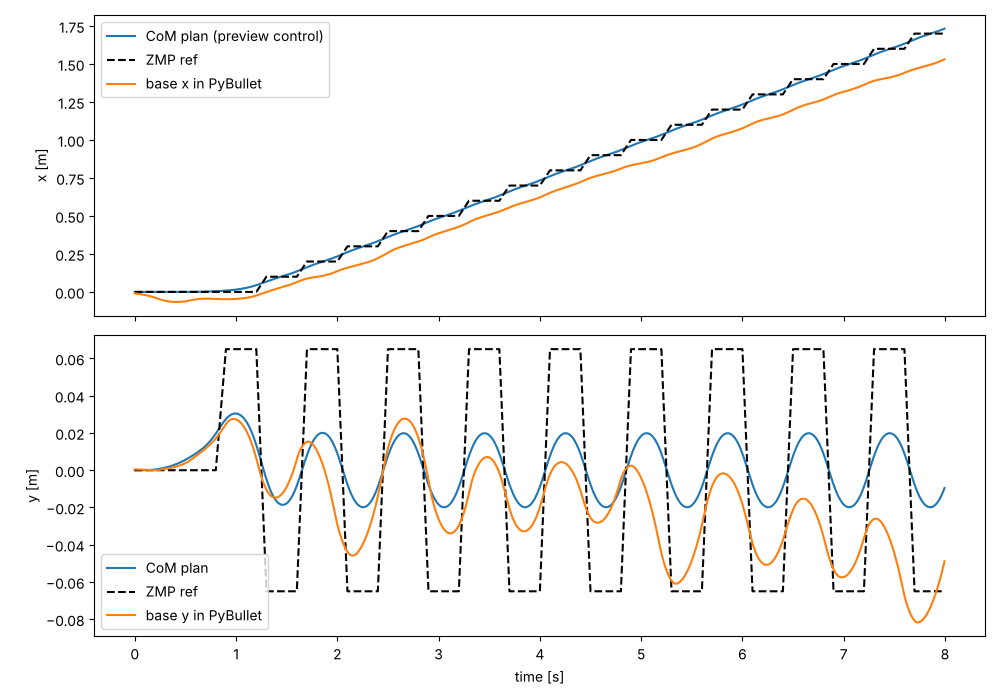 1.75
1.50
1.25
1.00
0.75
0.50
0.25
0.00
x [m]
CoM plan (preview control)
ZMP ref
base x in PyBullet
0.06
0.04
0.02
0.00
−0.02
−0.04
−0.06
−0.08
y [m]
CoM plan
ZMP ref
base y in PyBullet
0 1 2 3 4 5 6 7 8
time [s]